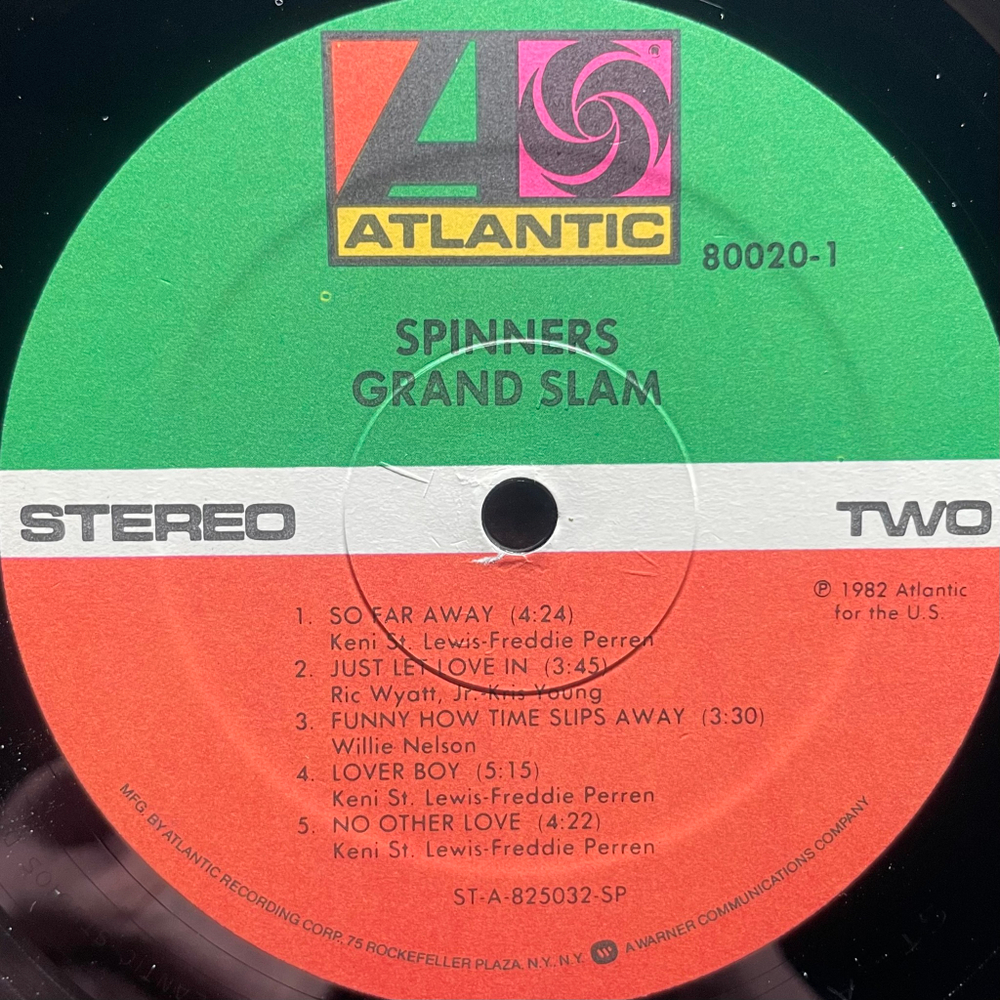 ATLANTIC
®
80020-1
SPINNERS
GRAND SLAM
STEREO
TWO
℗ 1982 Atlantic
for the U.S.
1. SO FAR AWAY (4:24)
Keni St. Lewis-Freddie Perren
2. JUST LET LOVE IN (3:45)
Ric Wyatt, Jr.-Kris Young
3. FUNNY HOW TIME SLIPS AWAY (3:30)
Willie Nelson
4. LOVER BOY (5:15)
Keni St. Lewis-Freddie Perren
5. NO OTHER LOVE (4:22)
Keni St. Lewis-Freddie Perren
ST-A-825032-SP
MFG. BY ATLANTIC RECORDING CORP., 75 ROCKEFELLER PLAZA, N.Y., N.Y. A WARNER COMMUNICATIONS COMPANY